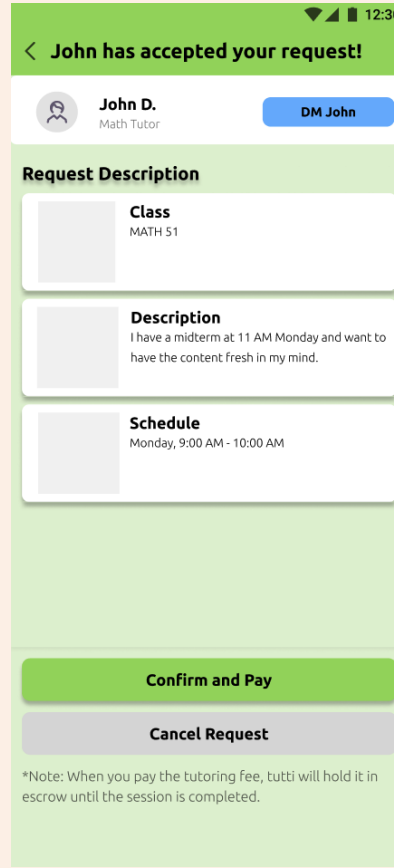 12:30
John has accepted your request!
John D.
Math Tutor
DM John
Request Description
Class
MATH 51
Description
I have a midterm at 11 AM Monday and want to
have the content fresh in my mind.
Schedule
Monday, 9:00 AM - 10:00 AM
Confirm and Pay
Cancel Request
*Note: When you pay the tutoring fee, tutti will hold it in
escrow until the session is completed.